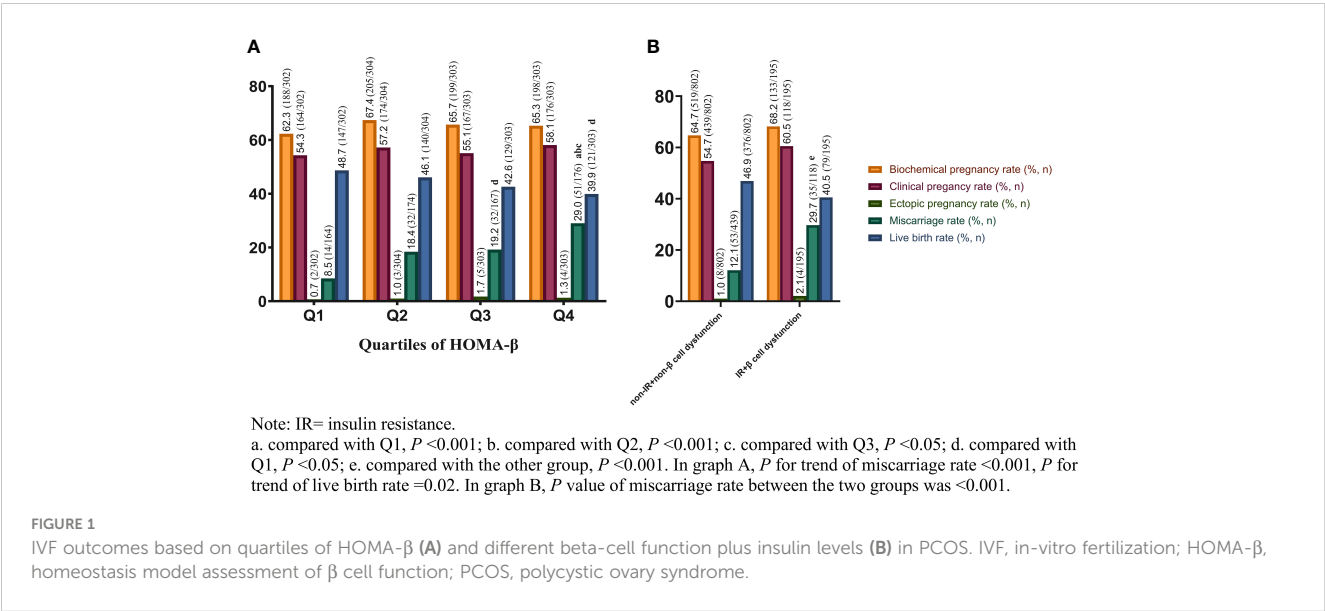 A
B
80
60
40
20
0
62.3 (188/302)
54.3 (164/302)
0.7 (2/302)
8.5 (14/164)
48.7 (147/302)
67.4 (205/304)
57.2 (174/304)
1.0 (3/304)
18.4 (32/174)
46.1 (140/304)
65.7 (199/303)
55.1 (167/303)
1.7 (5/303)
19.2 (32/167) d
42.6 (129/303)
65.3 (198/303)
58.1 (176/303)
1.3 (4/303)
29.0 (51/176) abc
39.9 (121/303) d
Q1
Q2
Q3
Q4
Quartiles of HOMA-β
80
60
40
20
0
64.7 (519/802)
54.7 (439/802)
1.0 (8/802)
12.1 (53/439)
46.9 (376/802)
68.2 (133/195)
60.5 (118/195)
2.1 (4/195)
29.7 (35/118) e
40.5 (79/195)
non-IR+non-β cell dysfunction
IR+β cell dysfunction
Biochemical pregnancy rate (%, n)
Clinical pregancy rate (%, n)
Ectopic pregnancy rate (%, n)
Miscarriage rate (%, n)
Live birth rate (%, n)
Note: IR= insulin resistance.
a. compared with Q1, P <0.001; b. compared with Q2, P <0.001; c. compared with Q3, P <0.05; d. compared with
Q1, P <0.05; e. compared with the other group, P <0.001. In graph A, P for trend of miscarriage rate <0.001, P for
trend of live birth rate =0.02. In graph B, P value of miscarriage rate between the two groups was <0.001.
FIGURE 1
IVF outcomes based on quartiles of HOMA-β (A) and different beta-cell function plus insulin levels (B) in PCOS. IVF, in-vitro fertilization; HOMA-β,
homeostasis model assessment of β cell function; PCOS, polycystic ovary syndrome.